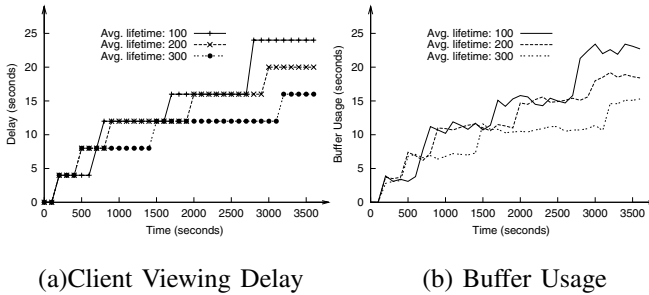 Avg. lifetime: 100
Avg. lifetime: 200
Avg. lifetime: 300
Delay (seconds)
25
20
15
10
5
0
0 500 1000 1500 2000 2500 3000 3500
Time (seconds)
(a)Client Viewing Delay
Avg. lifetime: 100
Avg. lifetime: 200
Avg. lifetime: 300
Buffer Usage (seconds)
25
20
15
10
5
0
0 500 1000 1500 2000 2500 3000 3500
Time (seconds)
(b) Buffer Usage